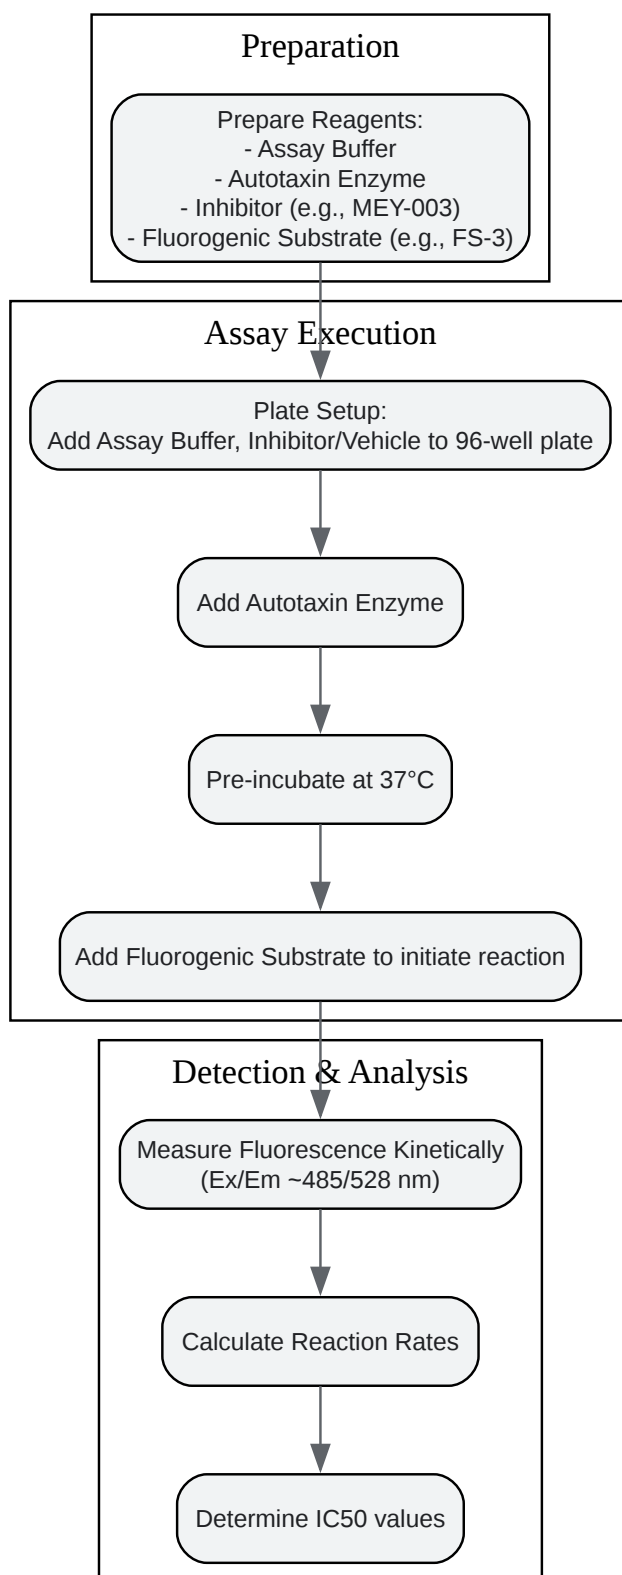 Preparation
Prepare Reagents:
- Assay Buffer
- Autotaxin Enzyme
- Inhibitor (e.g., MEY-003)
- Fluorogenic Substrate (e.g., FS-3)
Assay Execution
Plate Setup:
Add Assay Buffer, Inhibitor/Vehicle to 96-well plate
Add Autotaxin Enzyme
Pre-incubate at 37°C
Add Fluorogenic Substrate to initiate reaction
Detection & Analysis
Measure Fluorescence Kinetically
(Ex/Em ~485/528 nm)
Calculate Reaction Rates
Determine IC50 values